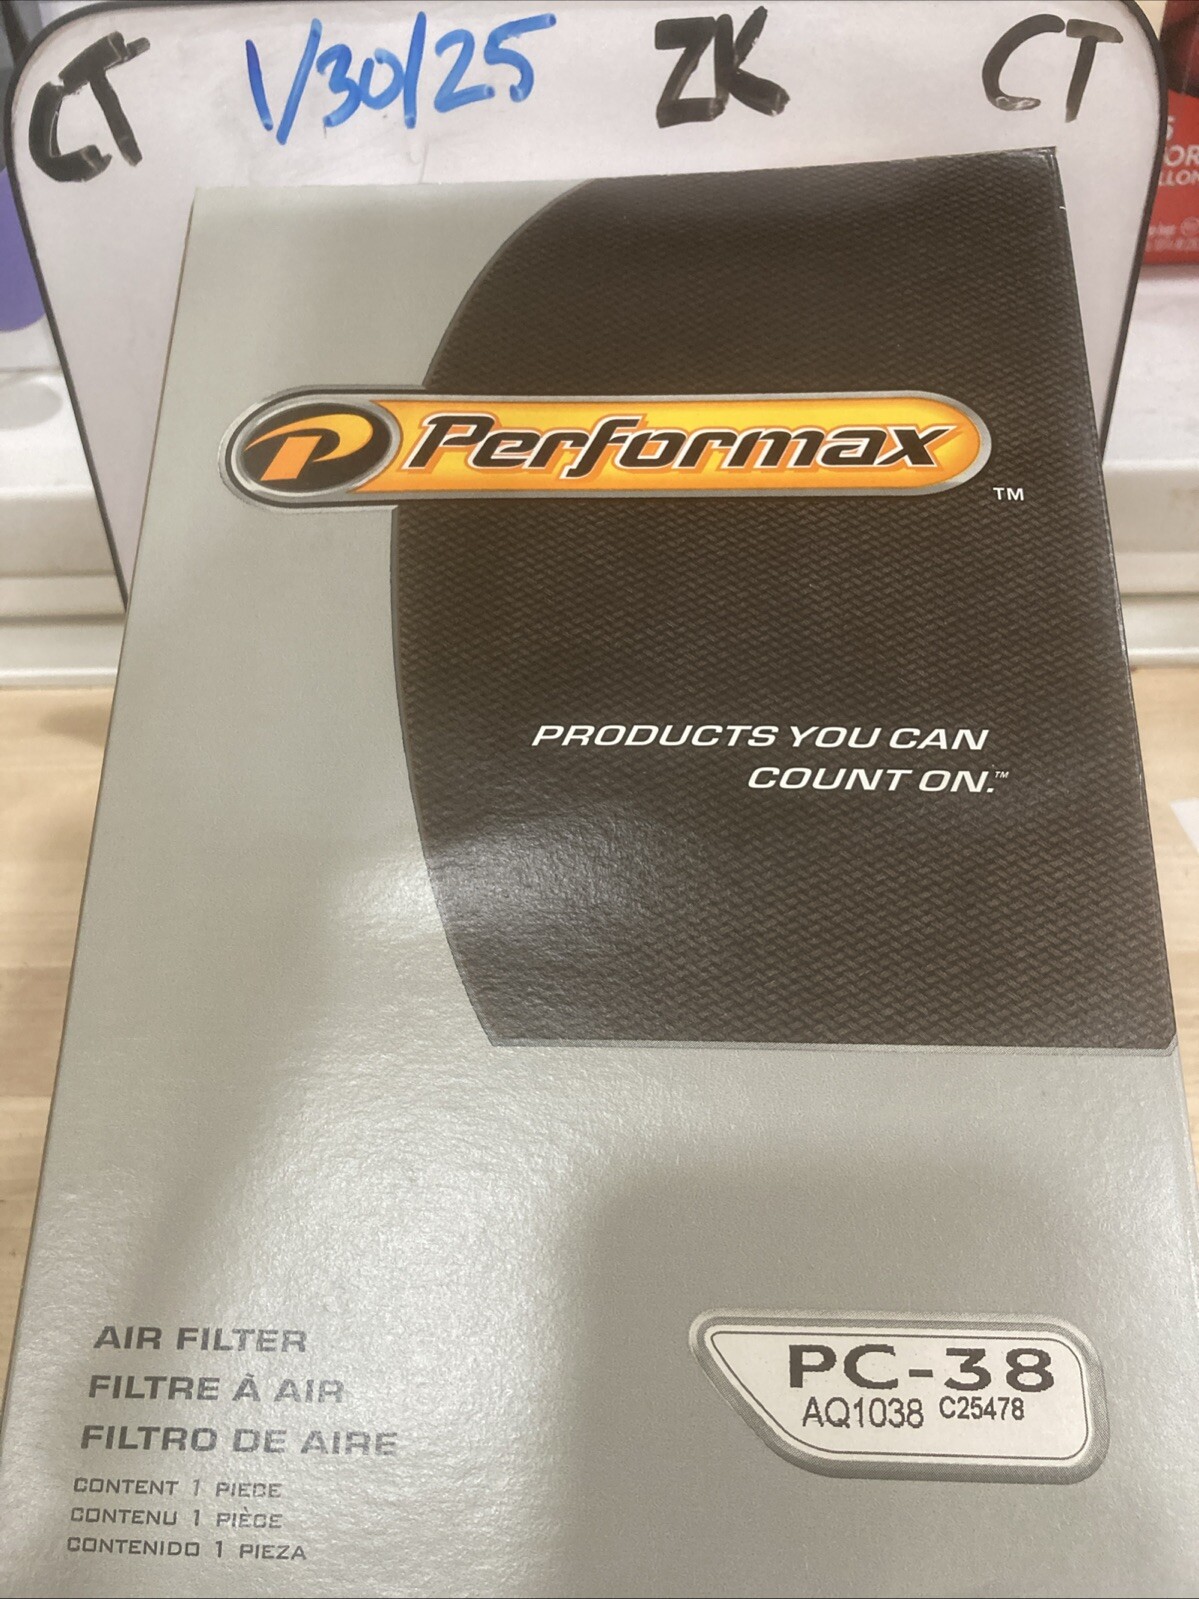 CT 1/30/25 ZK CT
Performax
TM
PRODUCTS YOU CAN
COUNT ON.™
AIR FILTER
FILTRE À AIR
FILTRO DE AIRE
CONTENT 1 PIECE
CONTENU 1 PIÈCE
CONTENIDO 1 PIEZA
PC-38
AQ1038 C25478